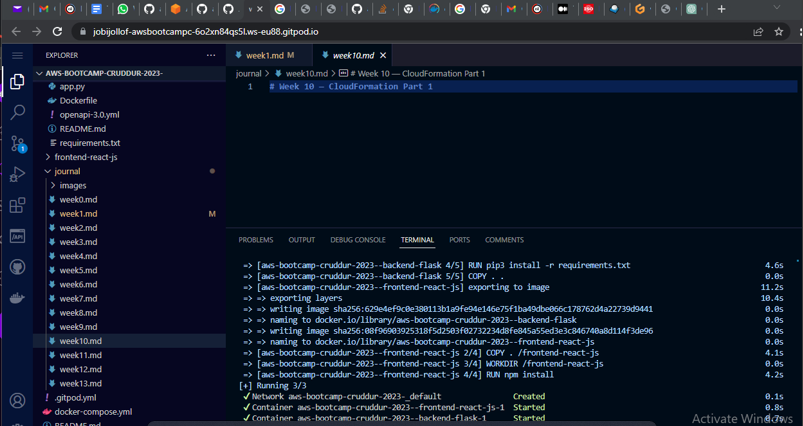 jobijollof-awsbootcampc-6o2xn84qs5l.ws-eu88.gitpod.io
EXPLORER
AWS-BOOTCAMP-CRUDDUR-2023-
app.py
Dockerfile
openapi-3.0.yml
README.md
requirements.txt
frontend-react-js
journal
images
week0.md
week1.md M
week2.md
week3.md
week4.md
week5.md
week6.md
week7.md
week8.md
week9.md
week10.md
week11.md
week12.md
week13.md
.gitpod.yml
docker-compose.yml
README.md
1
week1.md M
week10.md
journal > week10.md > # Week 10 — CloudFormation Part 1
1 # Week 10 — CloudFormation Part 1
PROBLEMS OUTPUT DEBUG CONSOLE TERMINAL PORTS COMMENTS
=> [aws-bootcamp-cruddur-2023--backend-flask 4/5] RUN pip3 install -r requirements.txt 4.6s
=> [aws-bootcamp-cruddur-2023--backend-flask 5/5] COPY . . 0.0s
=> [aws-bootcamp-cruddur-2023--frontend-react-js] exporting to image 11.2s
=> => exporting layers 10.4s
=> => writing image sha256:629e4ef9c0e380113b1a9fe94e146e75f1ba49dbe066c178762d4a22739d9441 0.0s
=> => naming to docker.io/library/aws-bootcamp-cruddur-2023--backend-flask 0.0s
=> => writing image sha256:08f96903925318f5d2503f02732234d8fe845a55ed3e3c846740a8d114f3de96 0.0s
=> => naming to docker.io/library/aws-bootcamp-cruddur-2023--frontend-react-js 0.0s
=> [aws-bootcamp-cruddur-2023--frontend-react-js 2/4] COPY . /frontend-react-js 4.1s
=> [aws-bootcamp-cruddur-2023--frontend-react-js 3/4] WORKDIR /frontend-react-js 0.0s
=> [aws-bootcamp-cruddur-2023--frontend-react-js 4/4] RUN npm install 4.2s
[+] Running 3/3
✔ Network aws-bootcamp-cruddur-2023-_default Created 0.1s
✔ Container aws-bootcamp-cruddur-2023--frontend-react-js-1 Started 0.8s
✔ Container aws-bootcamp-cruddur-2023--backend-flask-1 Started
Activate Windows